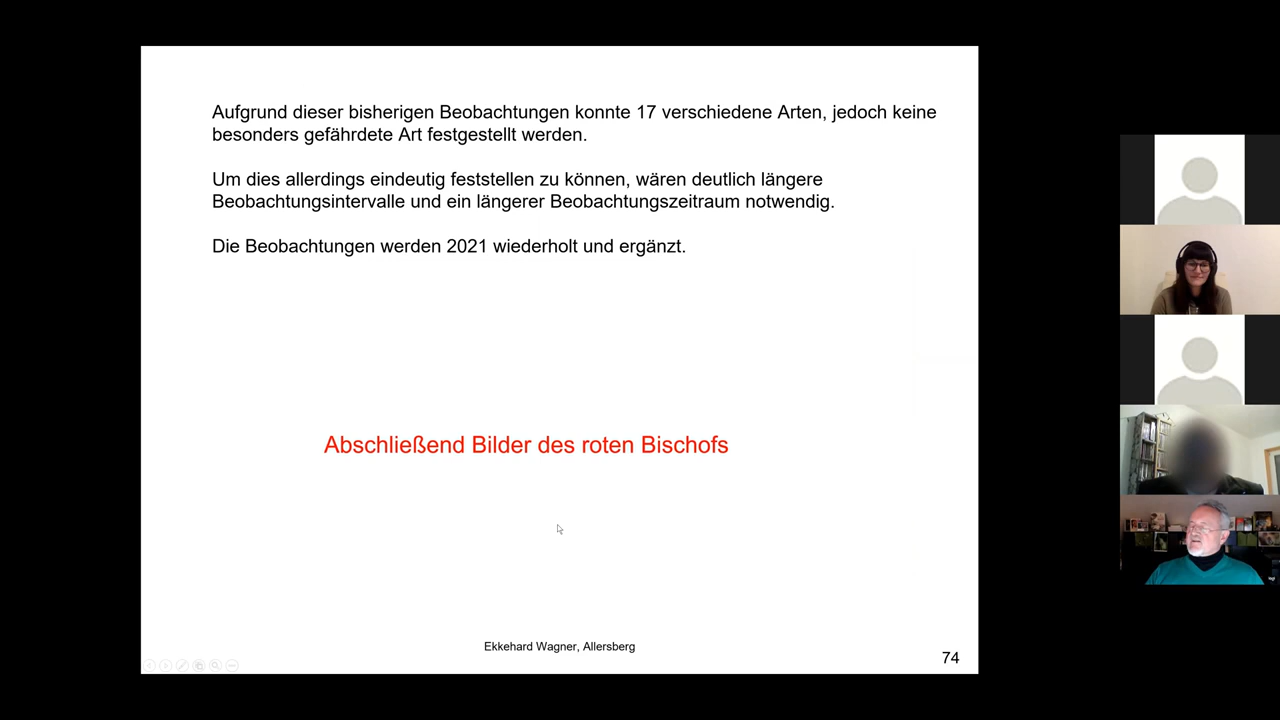 Aufgrund dieser bisherigen Beobachtungen konnte 17 verschiedene Arten, jedoch keine
besonders gefährdete Art festgestellt werden.
Um dies allerdings eindeutig feststellen zu können, wären deutlich längere
Beobachtungsintervalle und ein längerer Beobachtungszeitraum notwendig.
Die Beobachtungen werden 2021 wiederholt und ergänzt.
Abschließend Bilder des roten Bischofs
Ekkehard Wagner, Allersberg
74